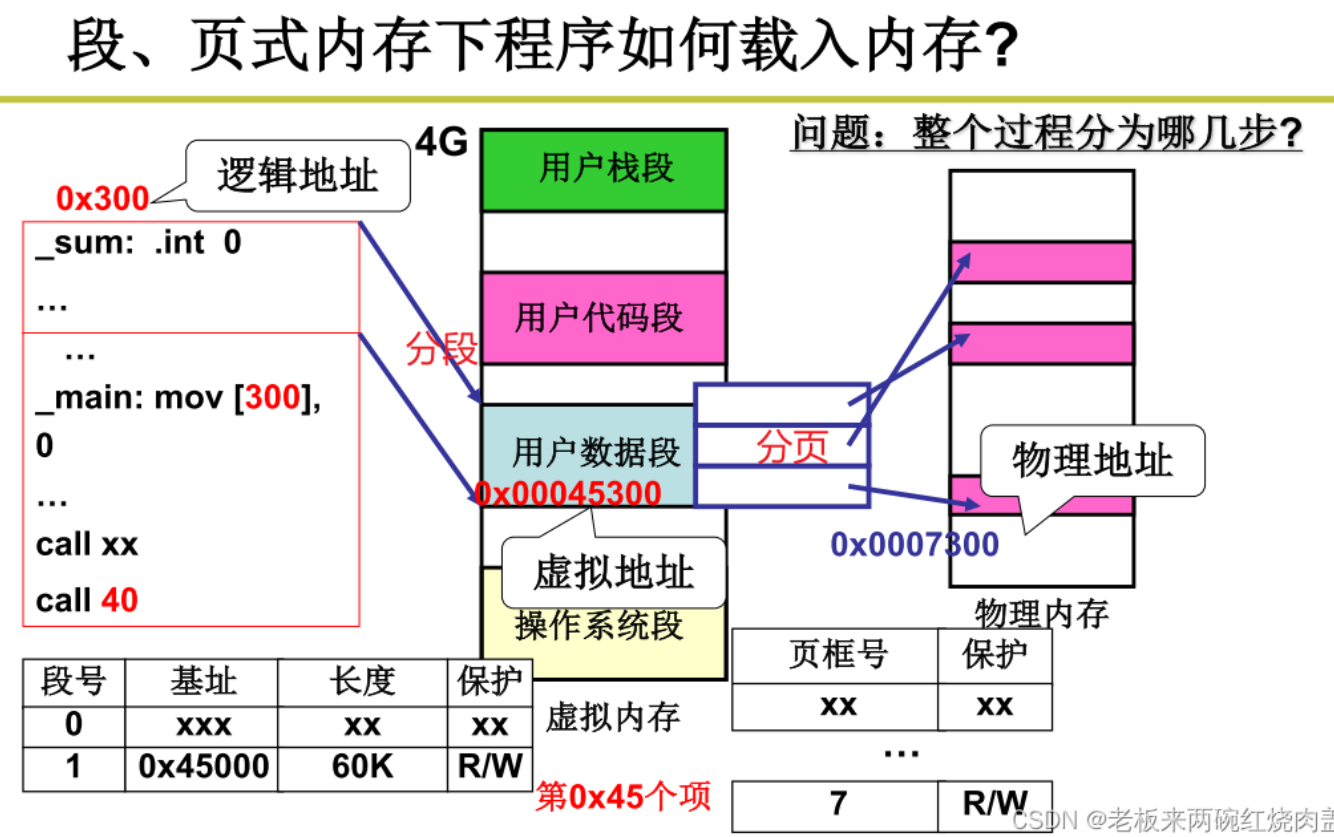 段、页式内存下程序如何载入内存?
问题：整个过程分为哪几步?
逻辑地址
0x300
_sum: .int 0
...
...
_main: mov [300],
0
...
call xx
call 40
4G
用户栈段
用户代码段
分段
用户数据段
0x00045300
虚拟地址
操作系统段
虚拟内存
分页
物理地址
0x0007300
物理内存
段号 基址 长度 保护
0 xxx xx xx
1 0x45000 60K R/W
页框号 保护
xx xx
...
第0x45个项
7 R/W
CSDN @老板来两碗红烧肉盖